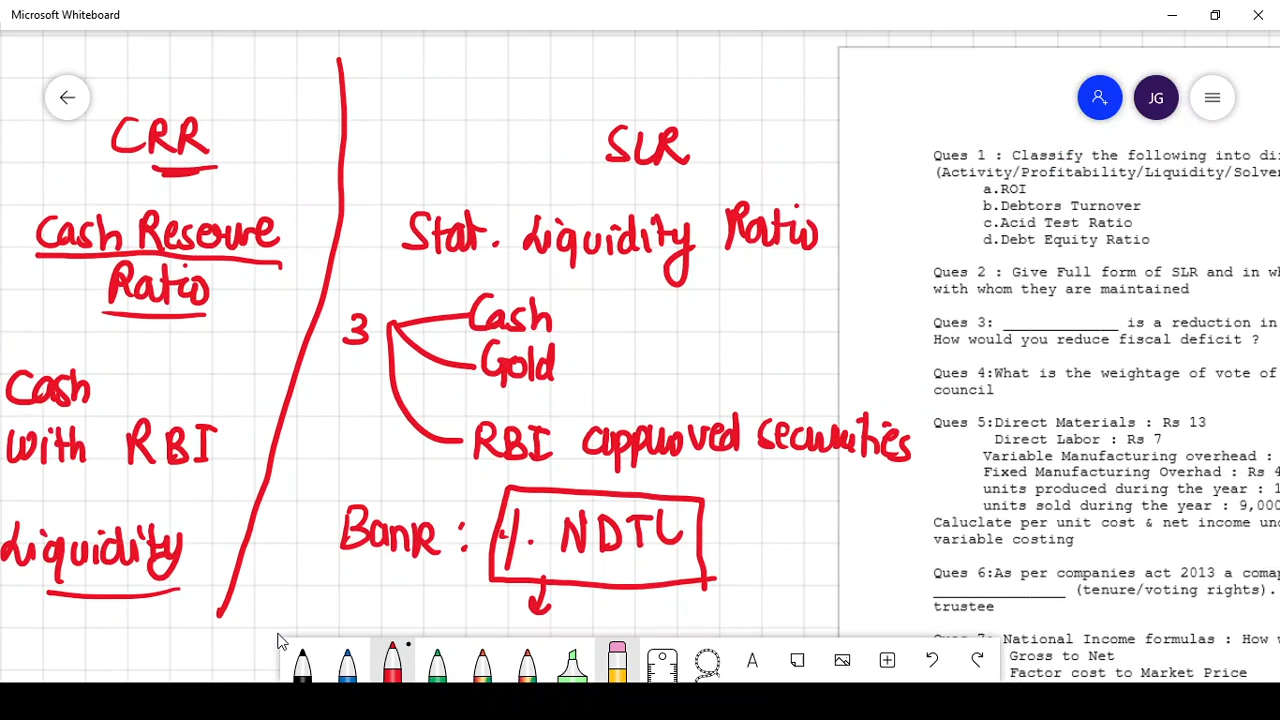 Microsoft Whiteboard
JG
CRR
Cash Reserve
Ratio
Cash
with RBI
Liquidity
SLR
Stat. Liquidity Ratio
3
Cash
Gold
RBI approved securities
Bank : %. NDTL
Ques 1 : Classify the following into di
(Activity/Profitability/Liquidity/Solve
a.ROI
b.Debtors Turnover
c.Acid Test Ratio
d.Debt Equity Ratio
Ques 2 : Give Full form of SLR and in wh
with whom they are maintained
Ques 3: ______________ is a reduction in
How would you reduce fiscal deficit ?
Ques 4:What is the weightage of vote of
council
Ques 5:Direct Materials : Rs 13
Direct Labor : Rs 7
Variable Manufacturing overhead :
Fixed Manufacturing Overhad : Rs 4
units produced during the year : 1
units sold during the year : 9,000
Caluclate per unit cost & net income und
variable costing
Ques 6:As per companies act 2013 a comap
________________ (tenure/voting rights).
trustee
National Income formulas : How w
Gross to Net
Factor cost to Market Price
A